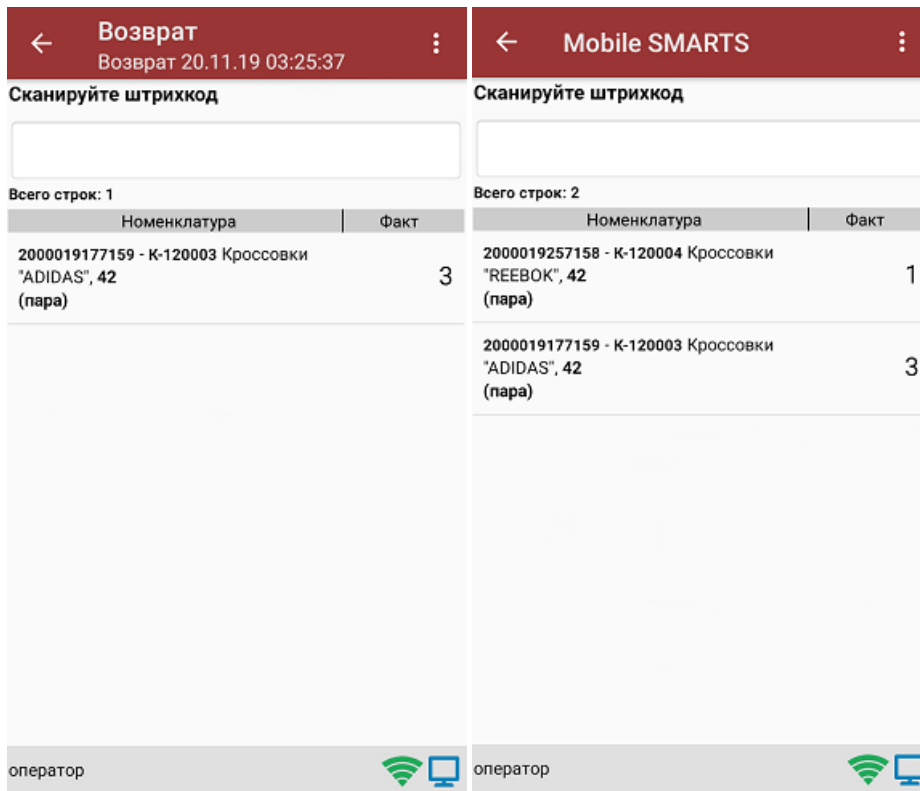 Возврат
Возврат 20.11.19 03:25:37
Сканируйте штрихкод
Всего строк: 1
Номенклатура Факт
2000019177159 - К-120003 Кроссовки
"ADIDAS", 42
(пара)
3
оператор
Mobile SMARTS
Сканируйте штрихкод
Всего строк: 2
Номенклатура Факт
2000019257158 - К-120004 Кроссовки
"REEBOK", 42
(пара)
1
2000019177159 - К-120003 Кроссовки
"ADIDAS", 42
(пара)
3
оператор